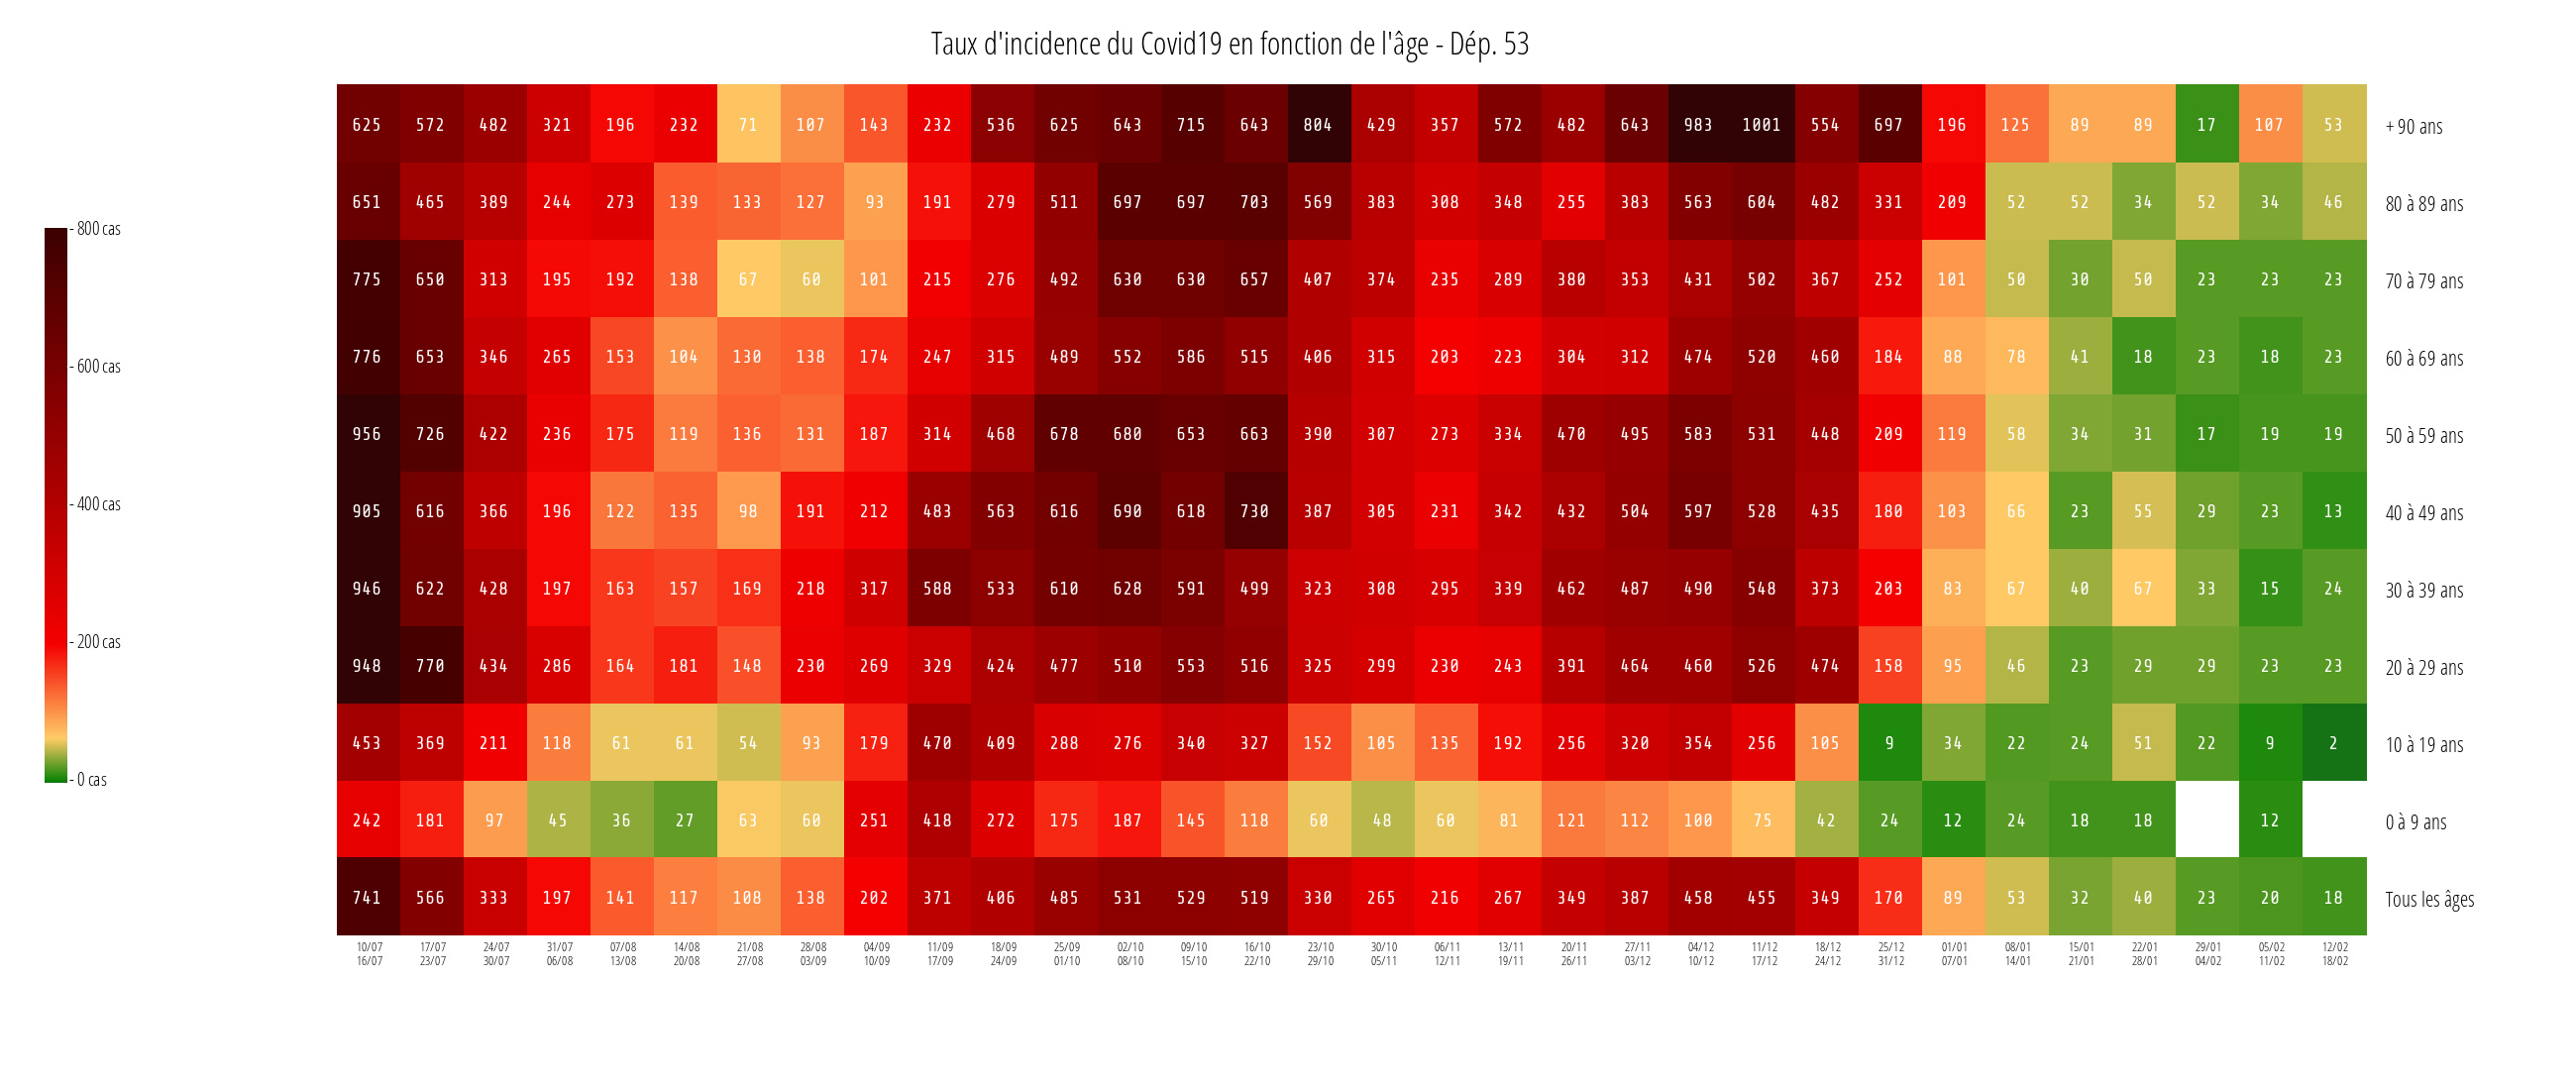 Taux d'incidence du Covid19 en fonction de l'âge - Dép. 53
- 800 cas
- 600 cas
- 400 cas
- 200 cas
- 0 cas
625 572 482 321 196 232 71 107 143 232 536 625 643 715 643 804 429 357 572 482 643 983 1001 554 697 196 125 89 89 17 107 53 + 90 ans
651 465 389 244 273 139 133 127 93 191 279 511 697 697 703 569 383 308 348 255 383 563 604 482 331 209 52 52 34 52 34 46 80 à 89 ans
775 650 313 195 192 138 67 60 101 215 276 492 630 630 657 407 374 235 289 380 353 431 502 367 252 101 50 30 50 23 23 23 70 à 79 ans
776 653 346 265 153 104 130 138 174 247 315 489 552 586 515 406 315 203 223 304 312 474 520 460 184 88 78 41 18 23 18 23 60 à 69 ans
956 726 422 236 175 119 136 131 187 314 468 678 680 653 663 390 307 273 334 470 495 583 531 448 209 119 58 34 31 17 19 19 50 à 59 ans
905 616 366 196 122 135 98 191 212 483 563 616 690 618 730 387 305 231 342 432 504 597 528 435 180 103 66 23 55 29 23 13 40 à 49 ans
946 622 428 197 163 157 169 218 317 588 533 610 628 591 499 323 308 295 339 462 487 490 548 373 203 83 67 40 67 33 15 24 30 à 39 ans
948 770 434 286 164 181 148 230 269 329 424 477 510 553 516 325 299 230 243 391 464 460 526 474 158 95 46 23 29 29 23 23 20 à 29 ans
453 369 211 118 61 61 54 93 179 470 409 288 276 340 327 152 105 135 192 256 320 354 256 105 9 34 22 24 51 22 9 2 10 à 19 ans
242 181 97 45 36 27 63 60 251 418 272 175 187 145 118 60 48 60 81 121 112 100 75 42 24 12 24 18 18 12 0 à 9 ans
741 566 333 197 141 117 108 138 202 371 406 485 531 529 519 330 265 216 267 349 387 458 455 349 170 89 53 32 40 23 20 18 Tous les âges
10/07 17/07 24/07 31/07 07/08 14/08 21/08 28/08 04/09 11/09 18/09 25/09 02/10 09/10 16/10 23/10 30/10 06/11 13/11 20/11 27/11 04/12 11/12 18/12 25/12 01/01 08/01 15/01 22/01 29/01 05/02 12/02
16/07 23/07 30/07 06/08 13/08 20/08 27/08 03/09 10/09 17/09 24/09 01/10 08/10 15/10 22/10 29/10 05/11 12/11 19/11 26/11 03/12 10/12 17/12 24/12 31/12 07/01 14/01 21/01 28/01 04/02 11/02 18/02